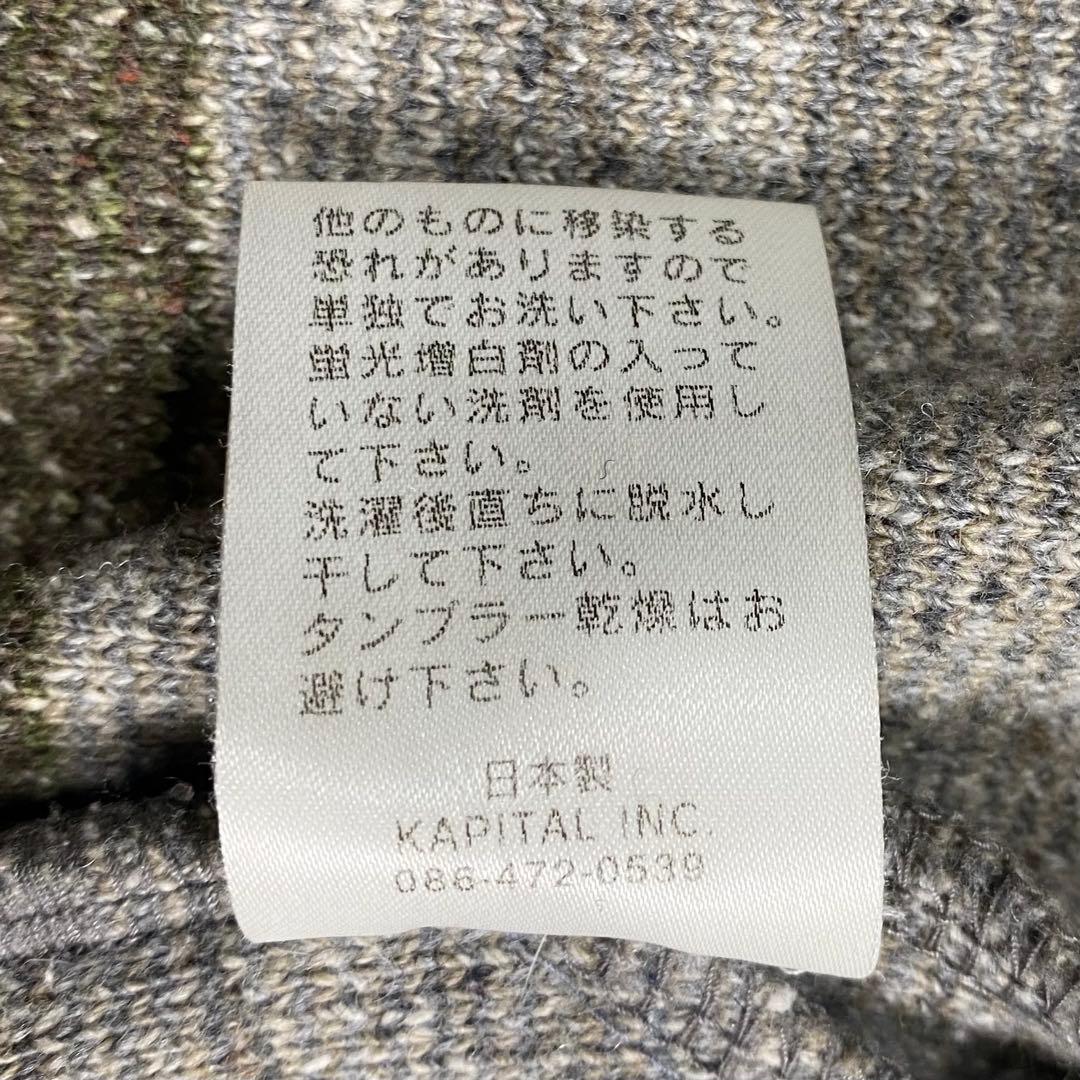 他のものに移染する
恐れがありますので
単独でお洗い下さい。
蛍光増白剤の入って
いない洗剤を使用し
て下さい。
洗濯後直ちに脱水し
干して下さい。
タンブラー乾燥はお
避け下さい。
日本製
KAPITAL INC.
086-472-0539